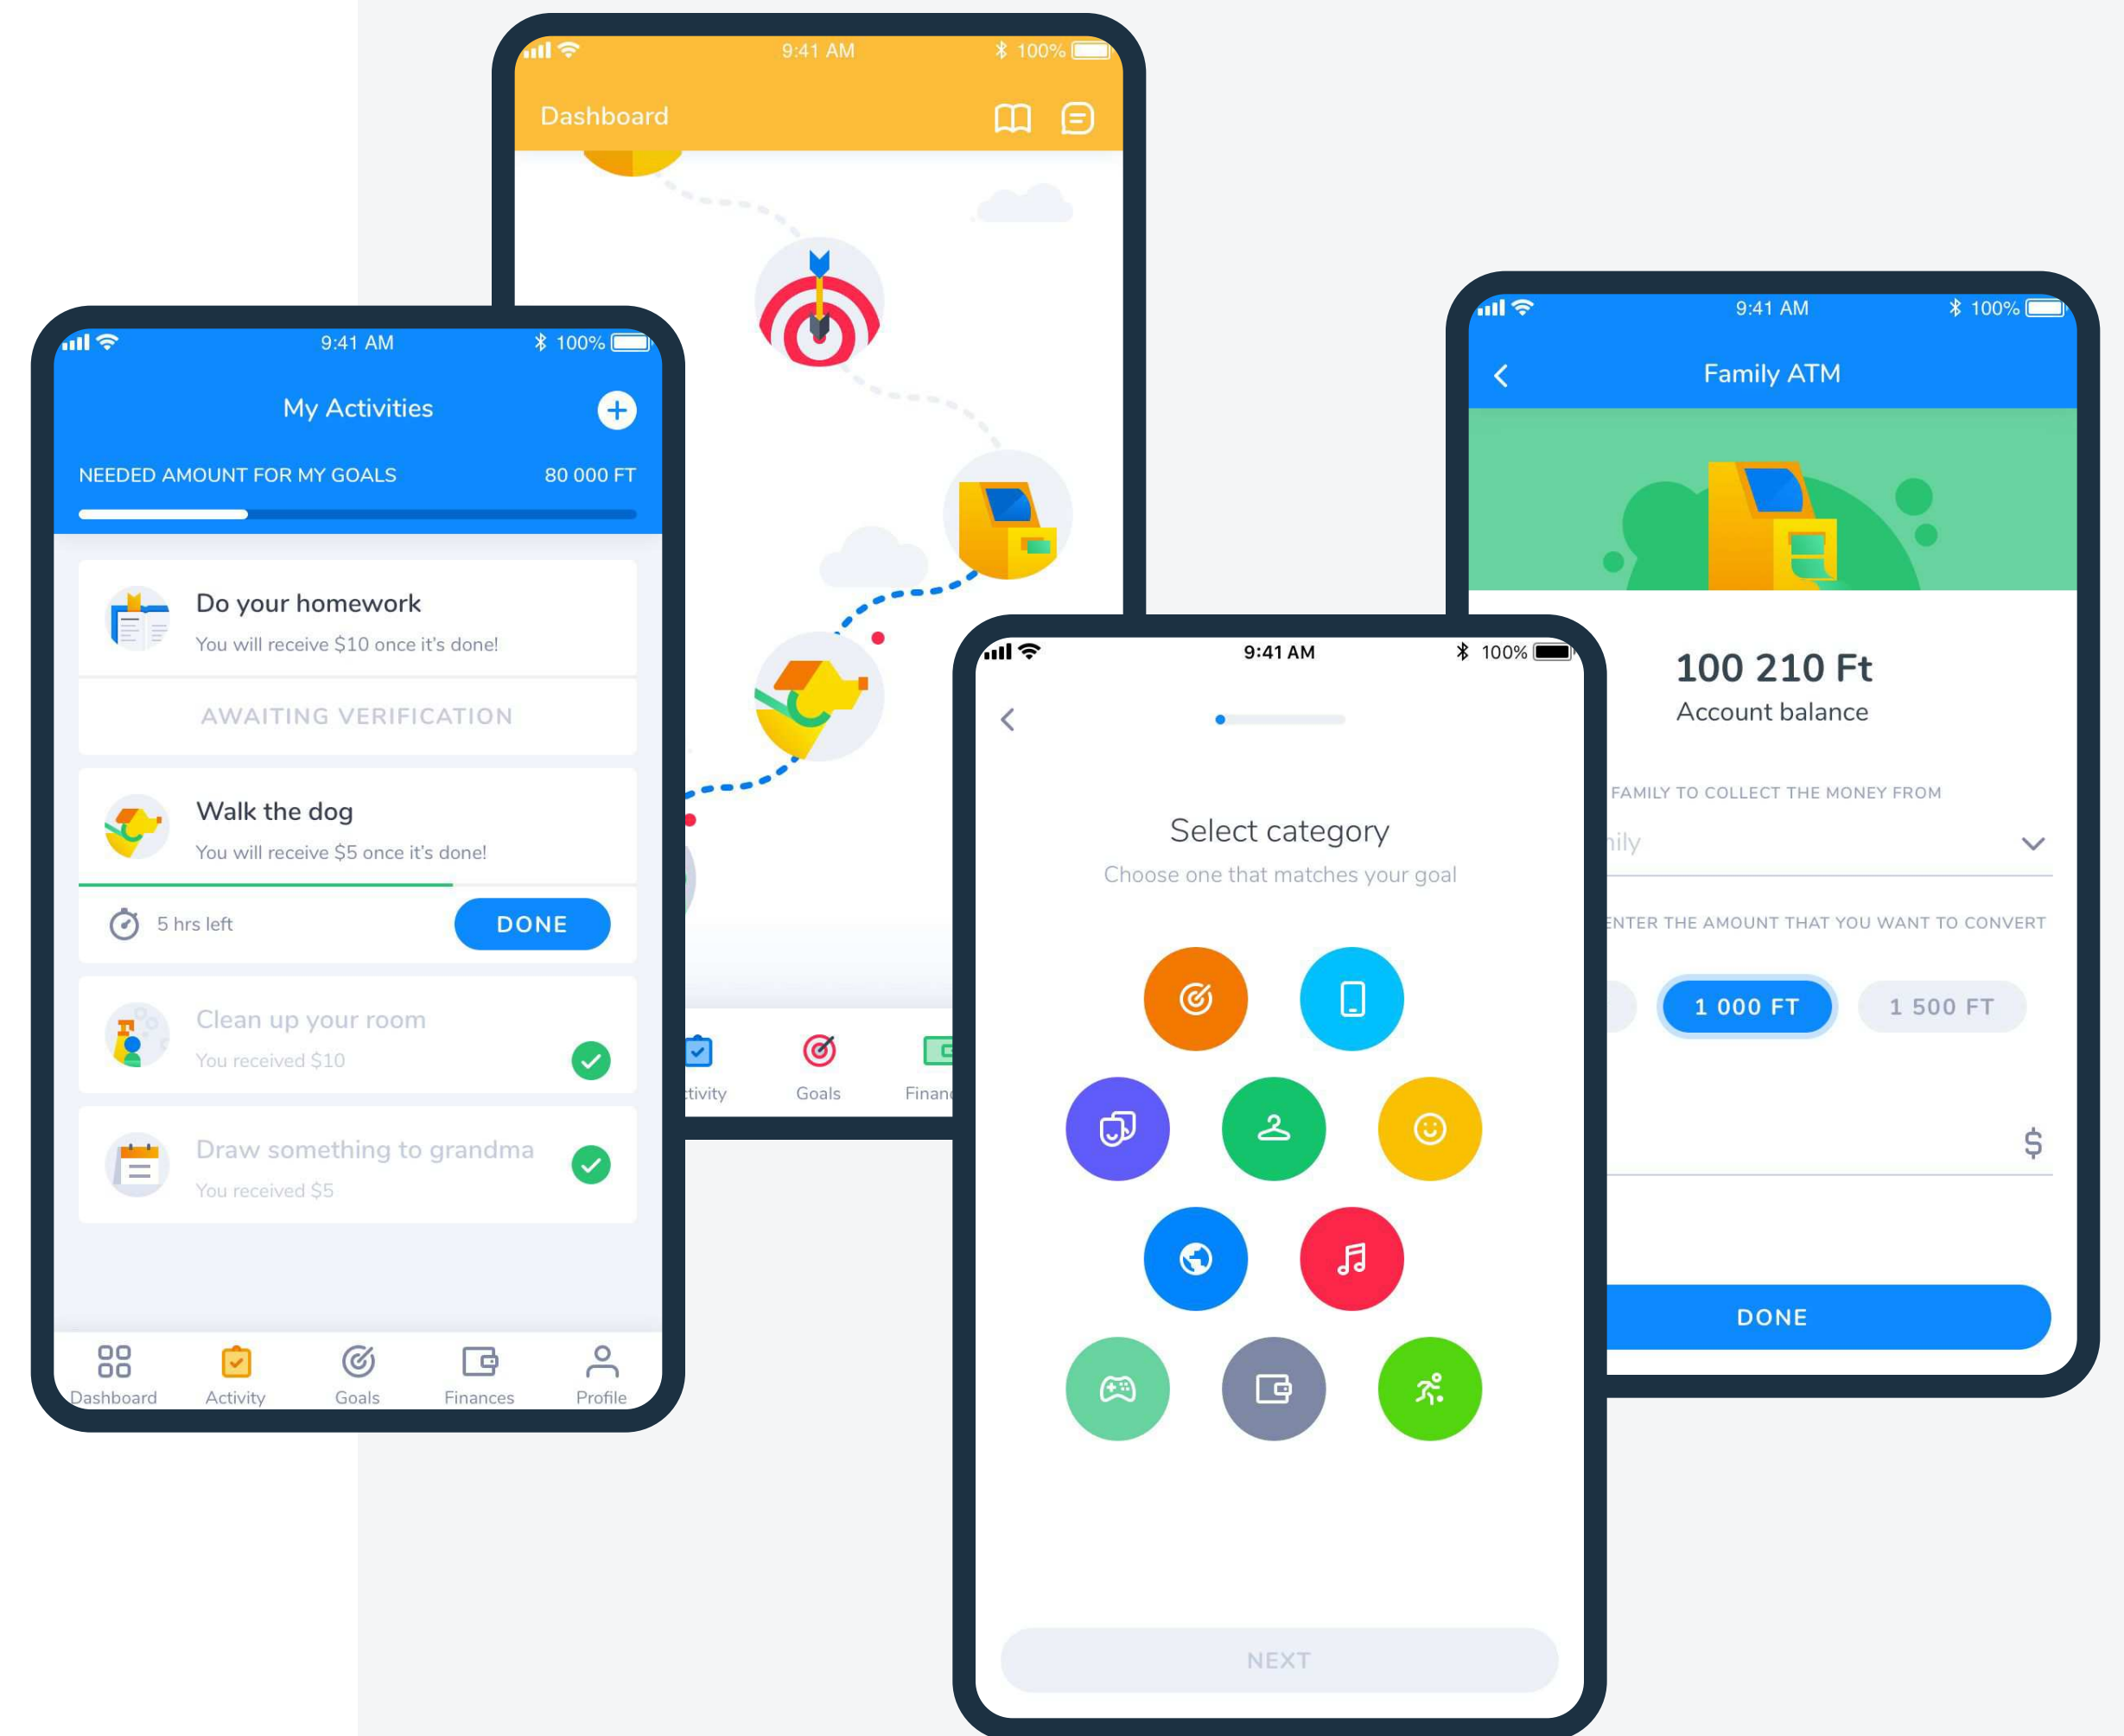 9:41 AM
100%
Dashboard
Goals
9:41 AM
100%
My Activities
NEEDED AMOUNT FOR MY GOALS
80 000 FT
Do your homework
You will receive $10 once it's done!
AWAITING VERIFICATION
Walk the dog
You will receive $5 once it's done!
5 hrs left
DONE
Clean up your room
You received $10
Draw something to grandma
You received $5
Dashboard
Activity
Goals
Finances
Profile
9:41 AM
100%
Select category
Choose one that matches your goal
NEXT
9:41 AM
100%
Family ATM
100 210 Ft
Account balance
FAMILY TO COLLECT THE MONEY FROM
ENTER THE AMOUNT THAT YOU WANT TO CONVERT
1 000 FT
1 500 FT
$
DONE